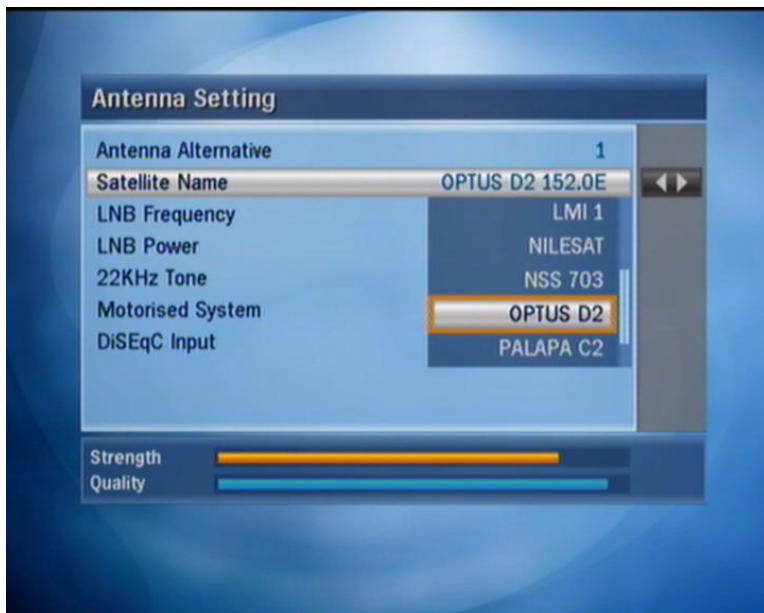 Antenna Setting
Antenna Alternative 1
Satellite Name OPTUS D2 152.0E
LNB Frequency LMI 1
LNB Power NILESAT
22KHz Tone NSS 703
Motorised System OPTUS D2
DiSEqC Input PALAPA C2
Strength
Quality